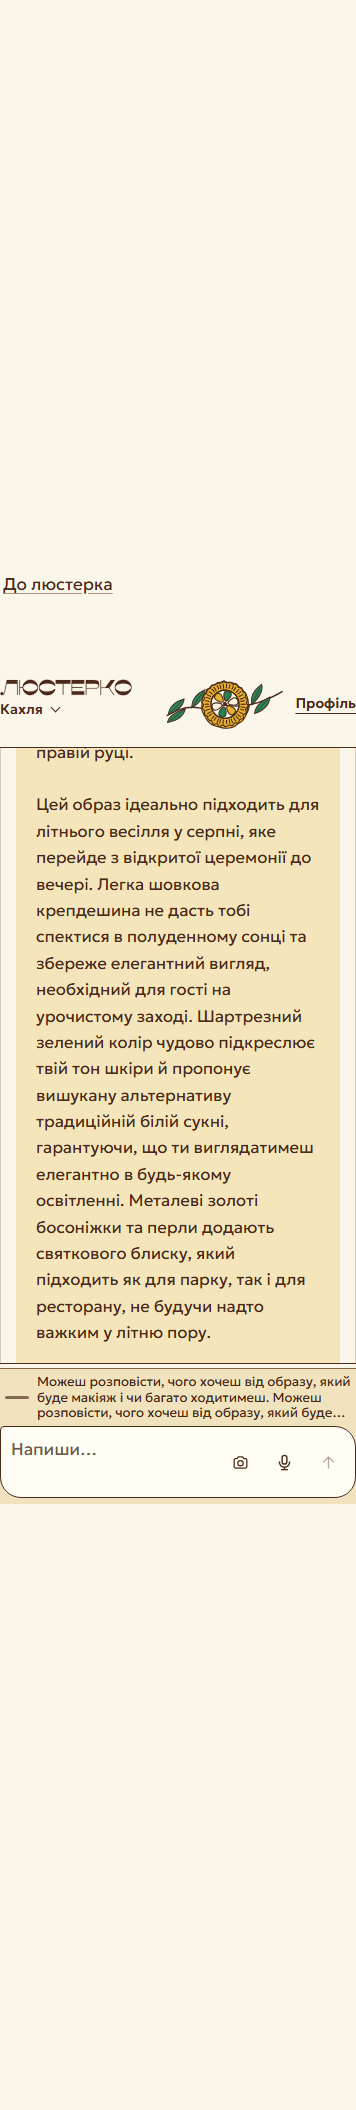 До люстерка
ЛЮСТЕРКО
Кахля
Профіль
правій руці.
Цей образ ідеально підходить для
літнього весілля у серпні, яке
перейде з відкритої церемонії до
вечері. Легка шовкова
крепдешина не дасть тобі
спектися в полуденному сонці та
збереже елегантний вигляд,
необхідний для гості на
урочистому заході. Шартрезний
зелений колір чудово підкреслює
твій тон шкіри й пропонує
вишукану альтернативу
традиційній білій сукні,
гарантуючи, що ти виглядатимеш
елегантно в будь-якому
освітленні. Металеві золоті
босоніжки та перли додають
святкового блиску, який
підходить як для парку, так і для
ресторану, не будучи надто
важким у літню пору.
Можеш розповісти, чого хочеш від образу, який
буде макіяж і чи багато ходитимеш. Можеш
розповісти, чого хочеш від образу, який буде…
Напиши…